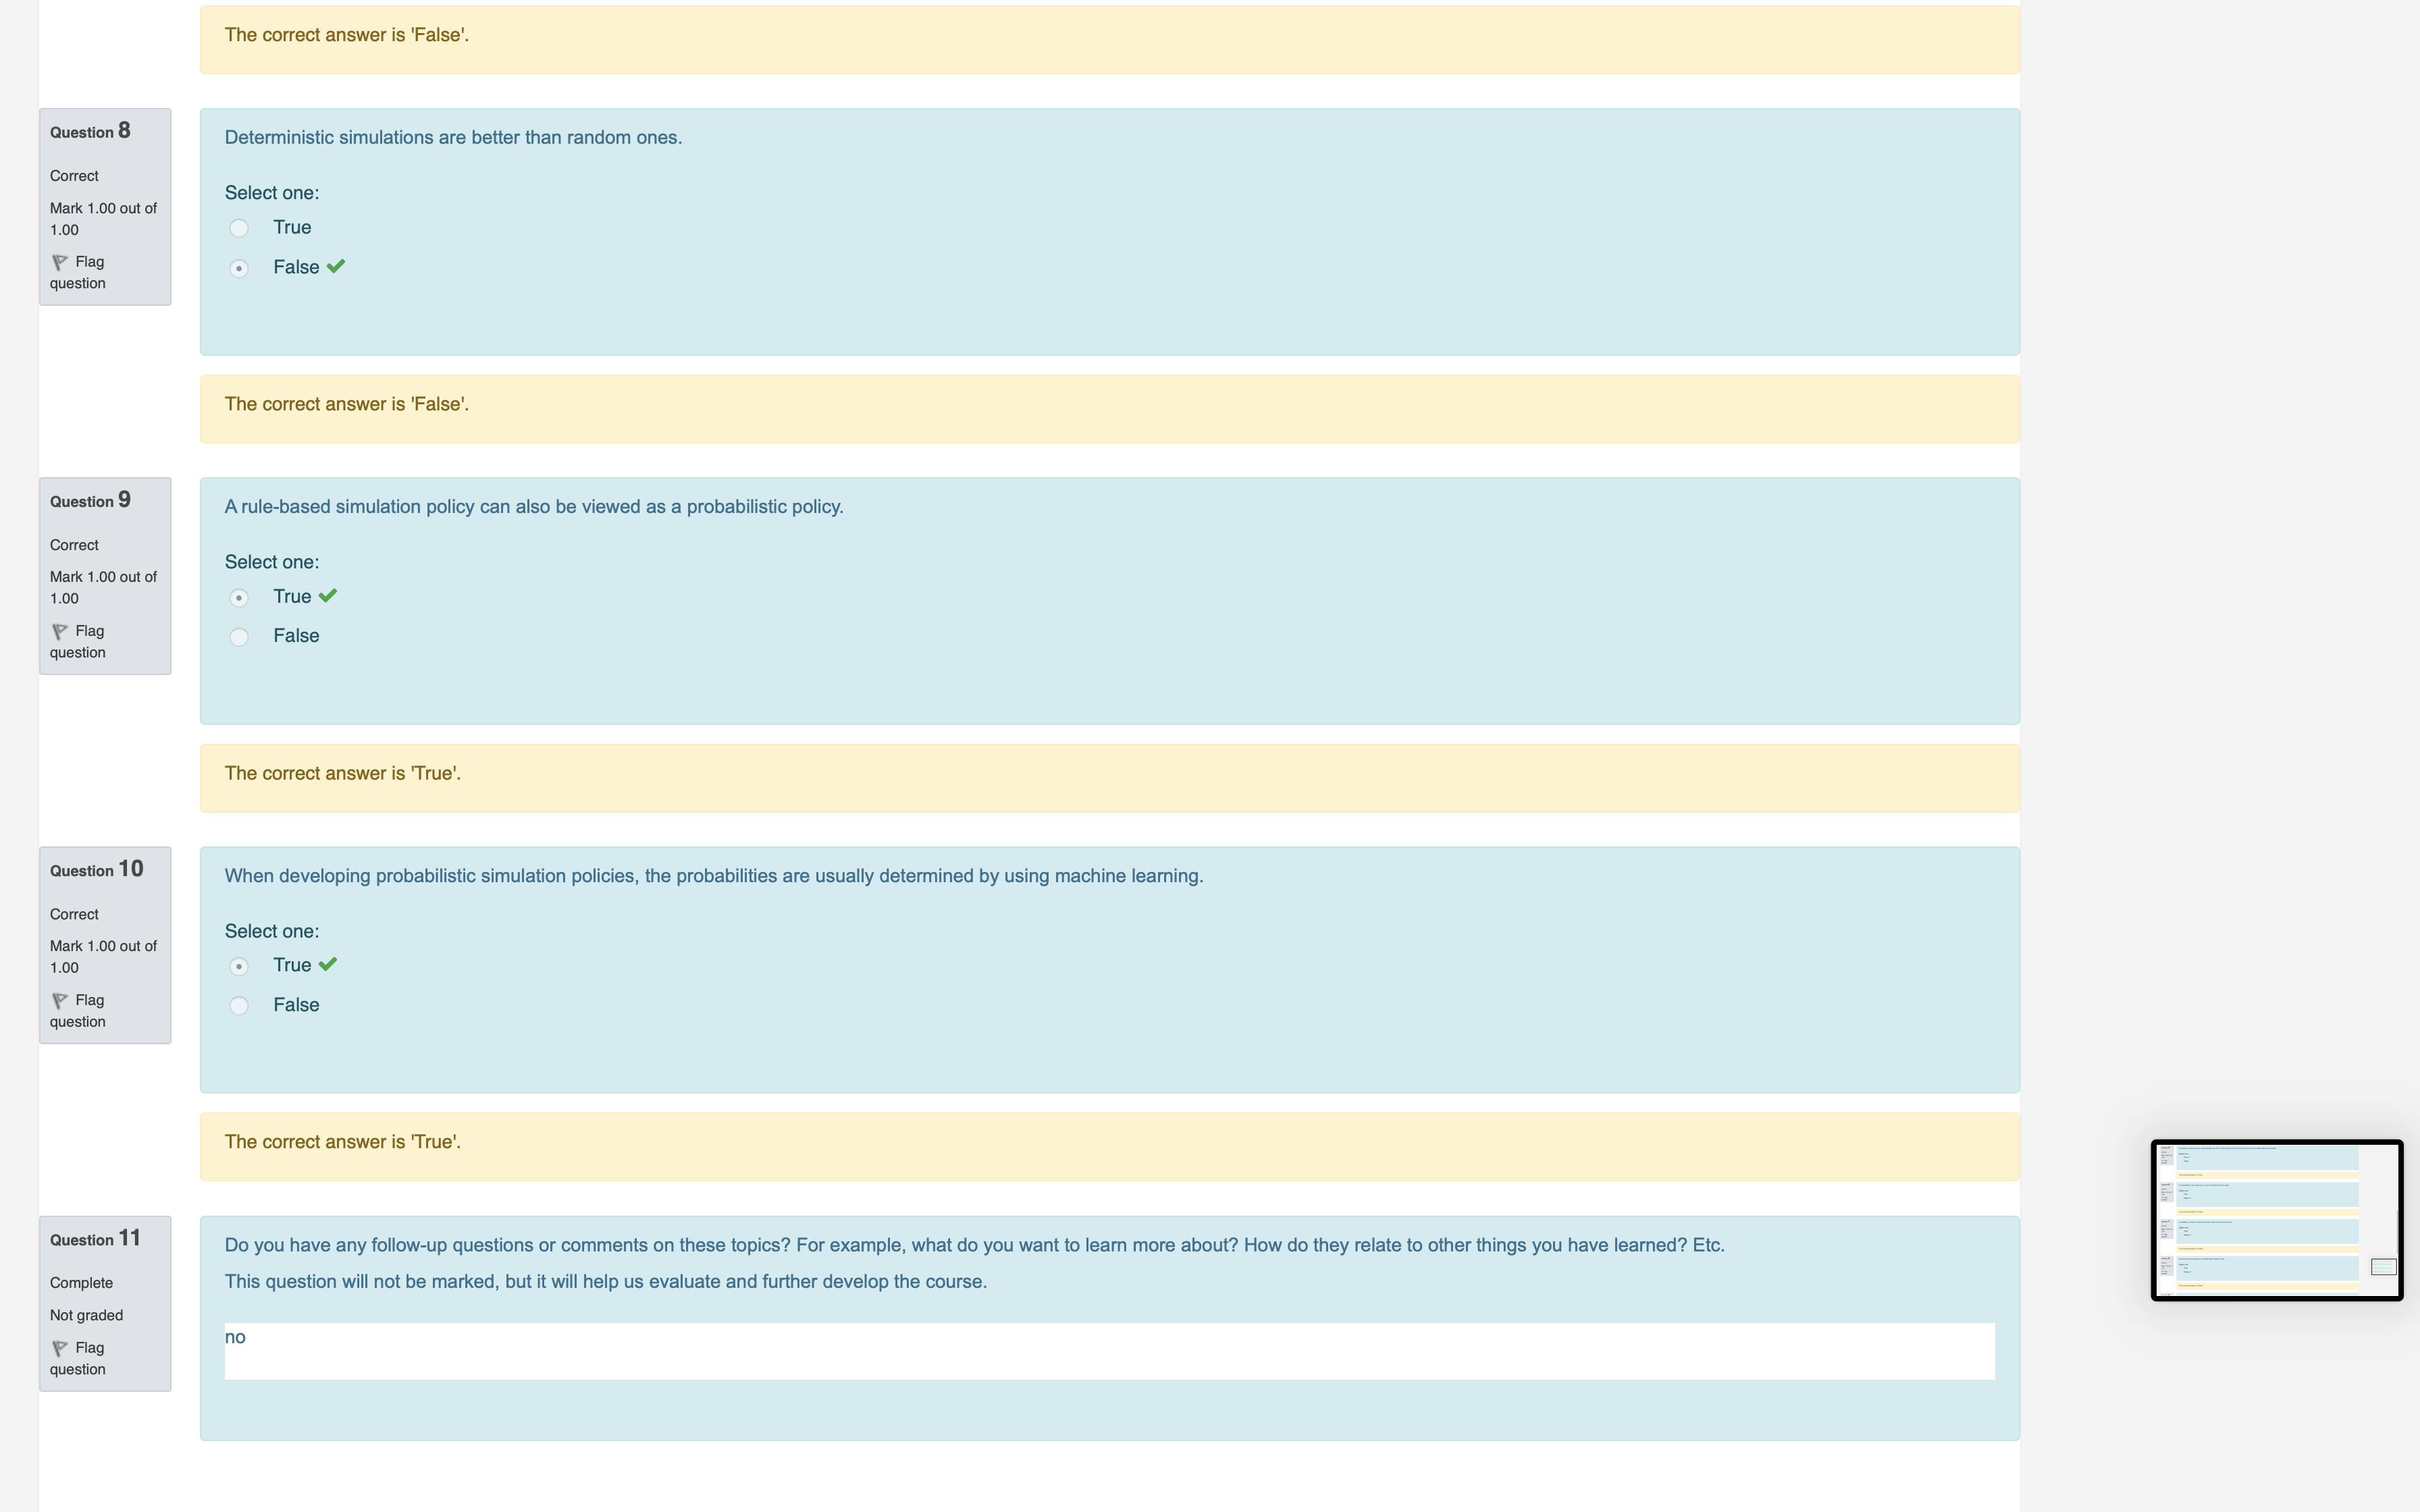 The correct answer is 'False'.
Question 8
Correct
Mark 1.00 out of
1.00
Flag
question
Deterministic simulations are better than random ones.
Select one:
True
False
The correct answer is 'False'.
Question 9
Correct
Mark 1.00 out of
1.00
Flag
question
A rule-based simulation policy can also be viewed as a probabilistic policy.
Select one:
True
False
The correct answer is 'True'.
Question 10
Correct
Mark 1.00 out of
1.00
Flag
question
When developing probabilistic simulation policies, the probabilities are usually determined by using machine learning.
Select one:
True
False
The correct answer is 'True'.
Question 11
Complete
Not graded
Flag
question
Do you have any follow-up questions or comments on these topics? For example, what do you want to learn more about? How do they relate to other things you have learned? Etc.
This question will not be marked, but it will help us evaluate and further develop the course.
no